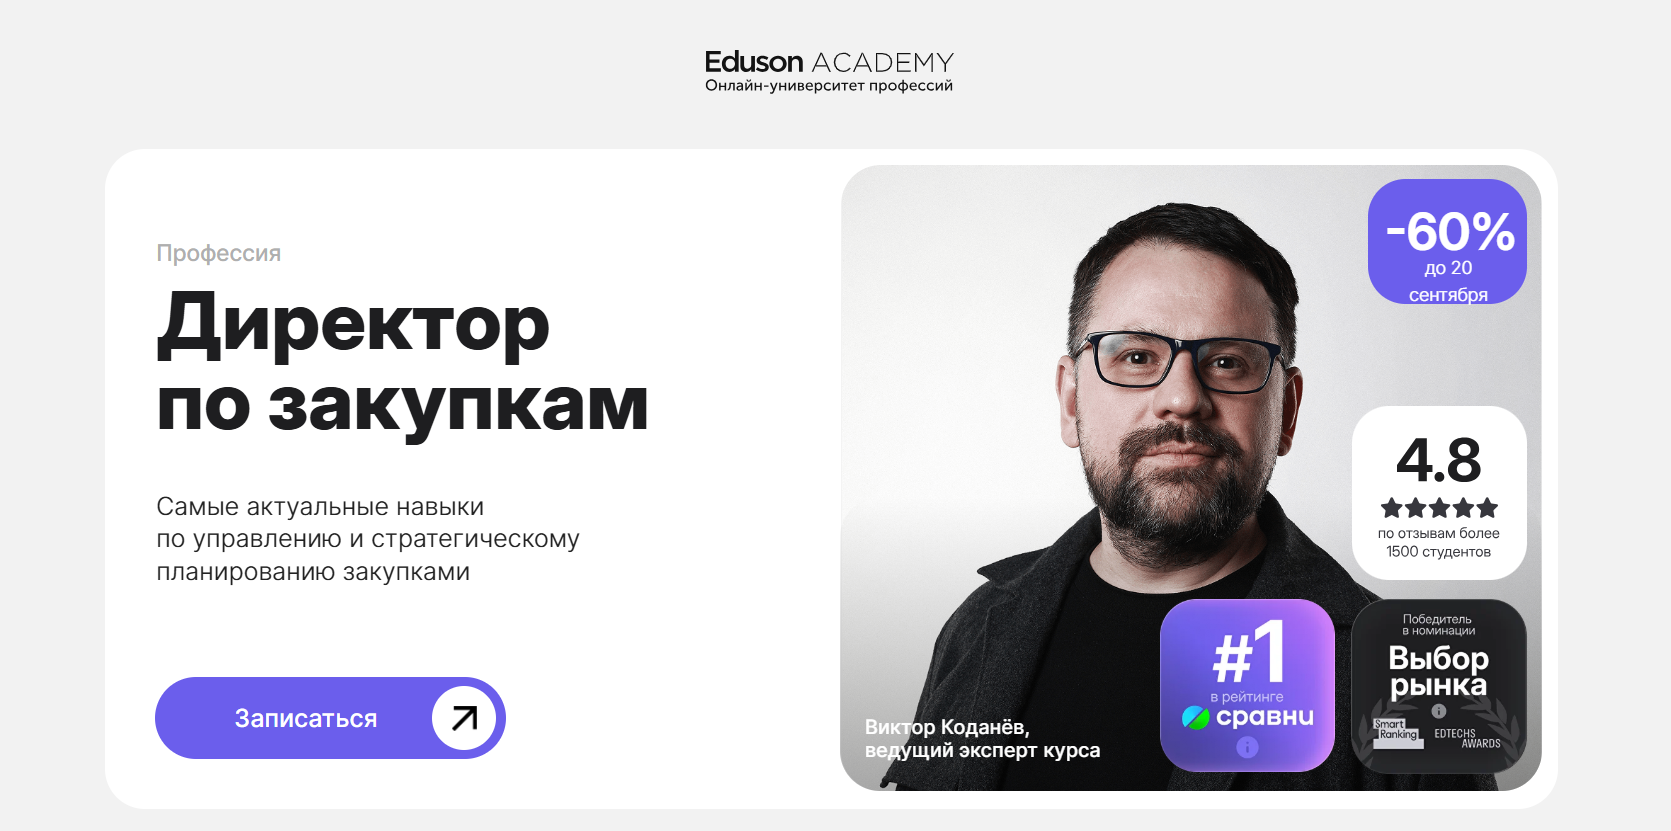 Eduson ACADEMY
Онлайн-университет профессий
Профессия
Директор
по закупкам
Самые актуальные навыки
по управлению и стратегическому
планированию закупками
Записаться
-60%
до 20
сентября
4.8
по отзывам более
1500 студентов
#1
в рейтинге
сравни
Победитель
в номинации
Выбор
рынка
Smart
Ranking
EDTECHS
AWARDS
Виктор Коданёв,
ведущий эксперт курса